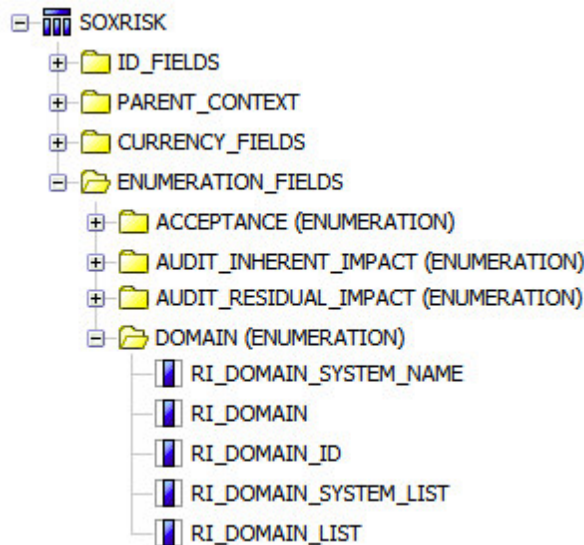 SOXRISK
ID_FIELDS
PARENT_CONTEXT
CURRENCY_FIELDS
ENUMERATION_FIELDS
ACCEPTANCE (ENUMERATION)
AUDIT_INHERENT_IMPACT (ENUMERATION)
AUDIT_RESIDUAL_IMPACT (ENUMERATION)
DOMAIN (ENUMERATION)
RI_DOMAIN_SYSTEM_NAME
RI_DOMAIN
RI_DOMAIN_ID
RI_DOMAIN_SYSTEM_LIST
RI_DOMAIN_LIST